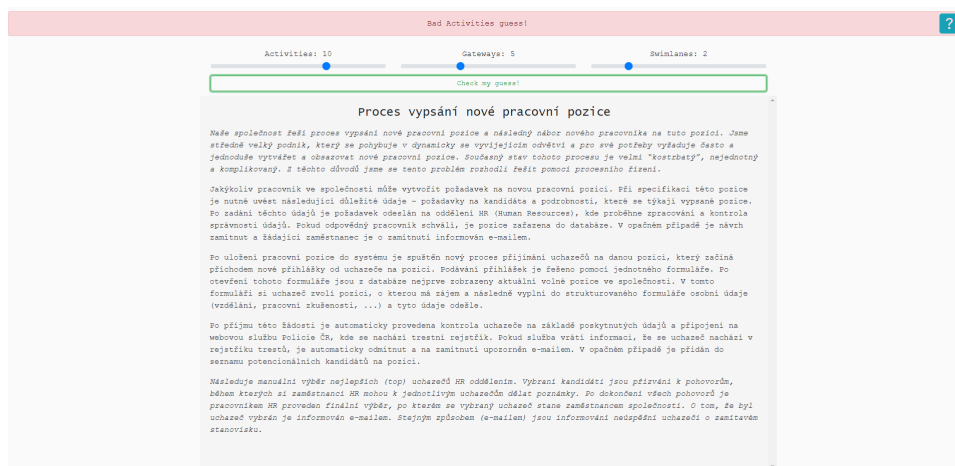 Bad Activities guess!
?
Activities: 10
Gateways: 5
Swimlanes: 2
Check my guess!
Proces vypsání nové pracovní pozice
Naše společnost řeší proces vypsání nové pracovní pozice a následný nábor nového pracovníka na tuto pozici. Jsme
středně velký podnik, který se pohybuje v dynamicky se vyvíjejícím odvětví a pro své potřeby vyžaduje často a
jednoduše vytvářet a obsazovat nové pracovní pozice. Současný stav tohoto procesu je velmi "kostrbatý", nejednotný
a komplikovaný. Z těchto důvodů jsme se tento problém rozhodli řešit pomocí procesního řízení.
Jakýkoliv pracovník ve společnosti může vytvořit požadavek na novou pracovní pozici. Při specifikaci této pozice
je nutné uvést následující důležité údaje - požadavky na kandidáta a podrobnosti, které se týkají vypsané pozice.
Po zadání těchto údajů je požadavek odeslán na oddělení HR (Human Resources), kde proběhne zpracování a kontrola
správnosti údajů. Pokud odpovědný pracovník schválí, je pozice zařazena do databáze. V opačném případě je návrh
zamítnut a žádající zaměstnanec je o zamítnutí informován e-mailem.
Po uložení pracovní pozice do systému je spuštěn nový proces přijímání uchazečů na danou pozici, který začíná
příchodem nové přihlášky od uchazeče na pozici. Podávání přihlášek je řešeno pomocí jednotného formuláře. Po
otevření tohoto formuláře jsou z databáze nejprve zobrazeny aktuální volné pozice ve společnosti. V tomto
formuláři si uchazeč zvolí pozici, o kterou má zájem a následně vyplní do strukturovaného formuláře osobní údaje
(vzdělání, pracovní zkušenosti, ...) a tyto údaje odešle.
Po příjmu této žádosti je automaticky provedena kontrola uchazeče na základě poskytnutých údajů a připojení na
webovou službu Policie ČR, kde se nachází trestní rejstřík. Pokud služba vrátí informaci, že se uchazeč nachází v
rejstříku trestů, je automaticky odmítnut a na zamítnutí upozorněn e-mailem. V opačném případě je přidán do
seznamu potencionálních kandidátů na pozici.
Následuje manuální výběr nejlepších (top) uchazečů HR oddělením. Vybraní kandidáti jsou přizváni k pohovorům,
během kterých si zaměstnanci HR mohou k jednotlivým uchazečům dělat poznámky. Po dokončení všech pohovorů je
pracovníkem HR proveden finální výběr, po kterém se vybraný uchazeč stane zaměstnancem společnosti. O tom, že byl
uchazeč vybrán je informován e-mailem. Stejným způsobem (e-mailem) jsou informováni neúspěšní uchazeči o zamítavém
stanovisku.